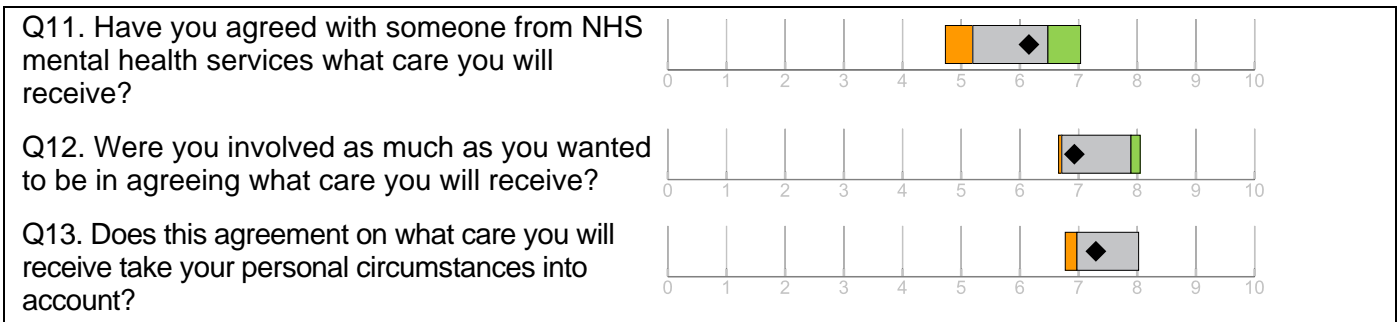 Q11. Have you agreed with someone from NHS
mental health services what care you will
receive?
0 1 2 3 4 5 6 7 8 9 10
Q12. Were you involved as much as you wanted
to be in agreeing what care you will receive?
0 1 2 3 4 5 6 7 8 9 10
Q13. Does this agreement on what care you will
receive take your personal circumstances into
account?
0 1 2 3 4 5 6 7 8 9 10